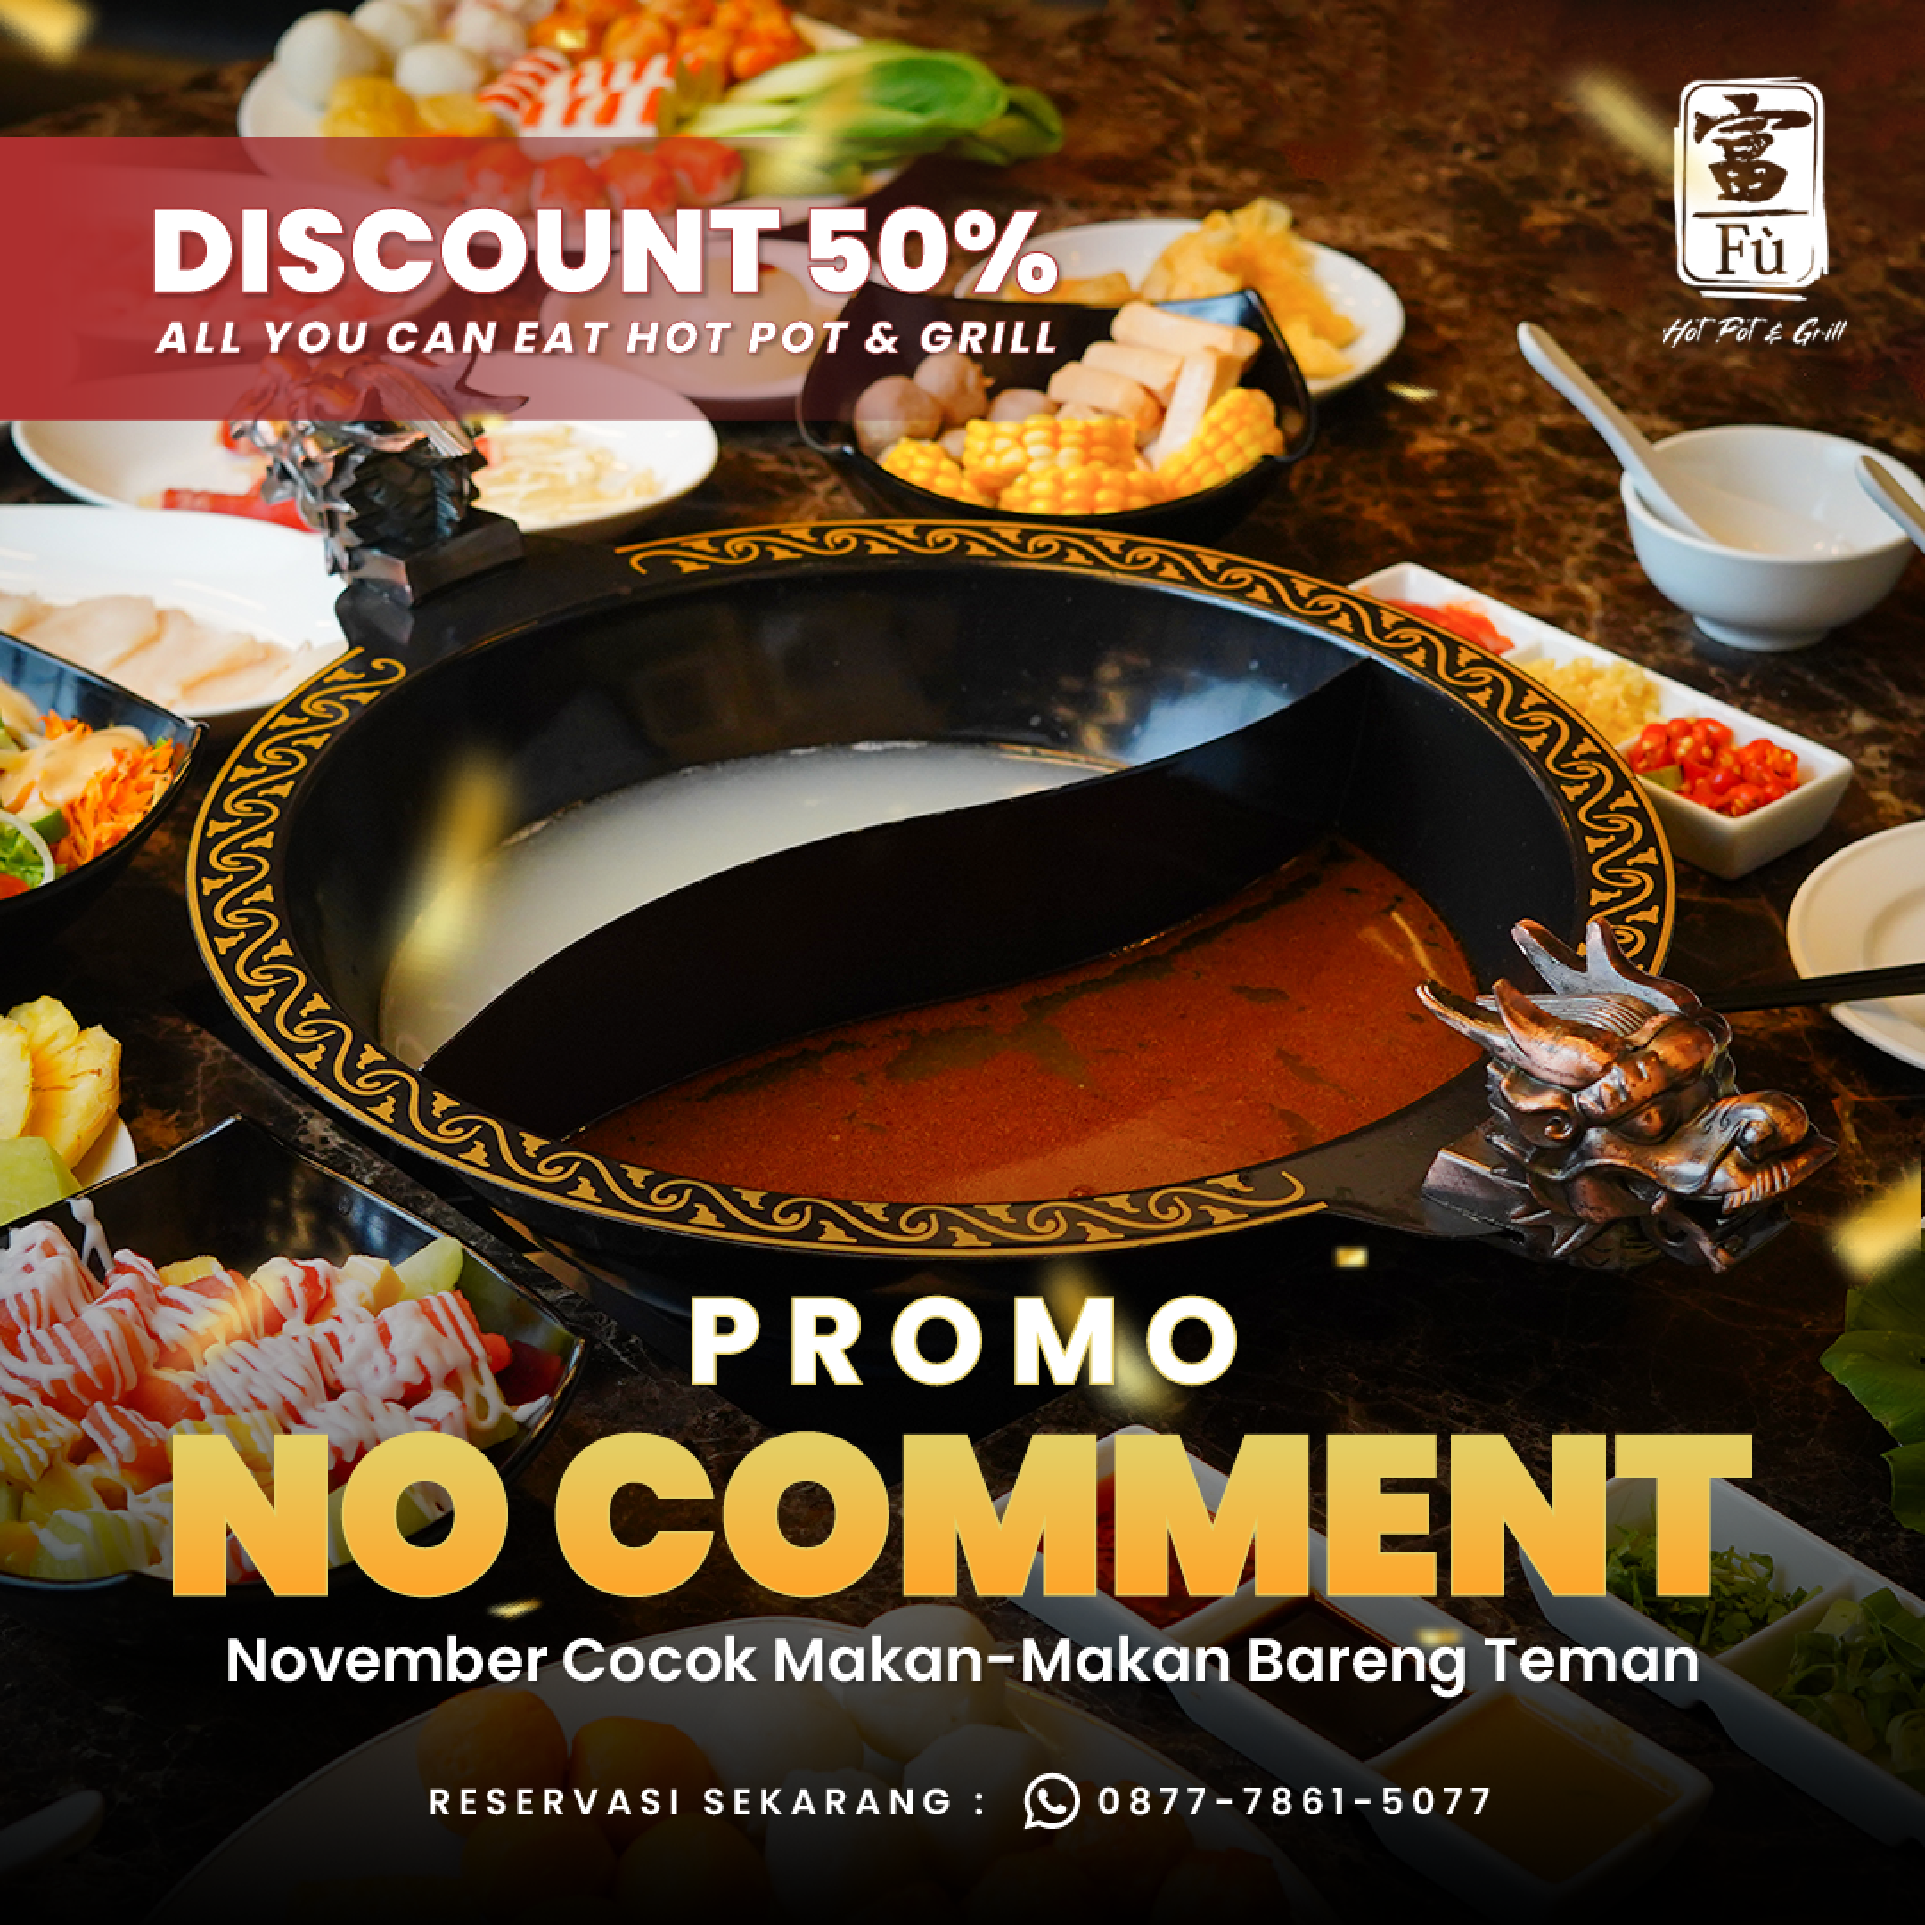 DISCOUNT 50%
ALL YOU CAN EAT HOT POT & GRILL
富
Fù
Hot Pot & Grill
PROMO
NO COMMENT
November Cocok Makan-Makan Bareng Teman
RESERVASI SEKARANG : 0877-7861-5077